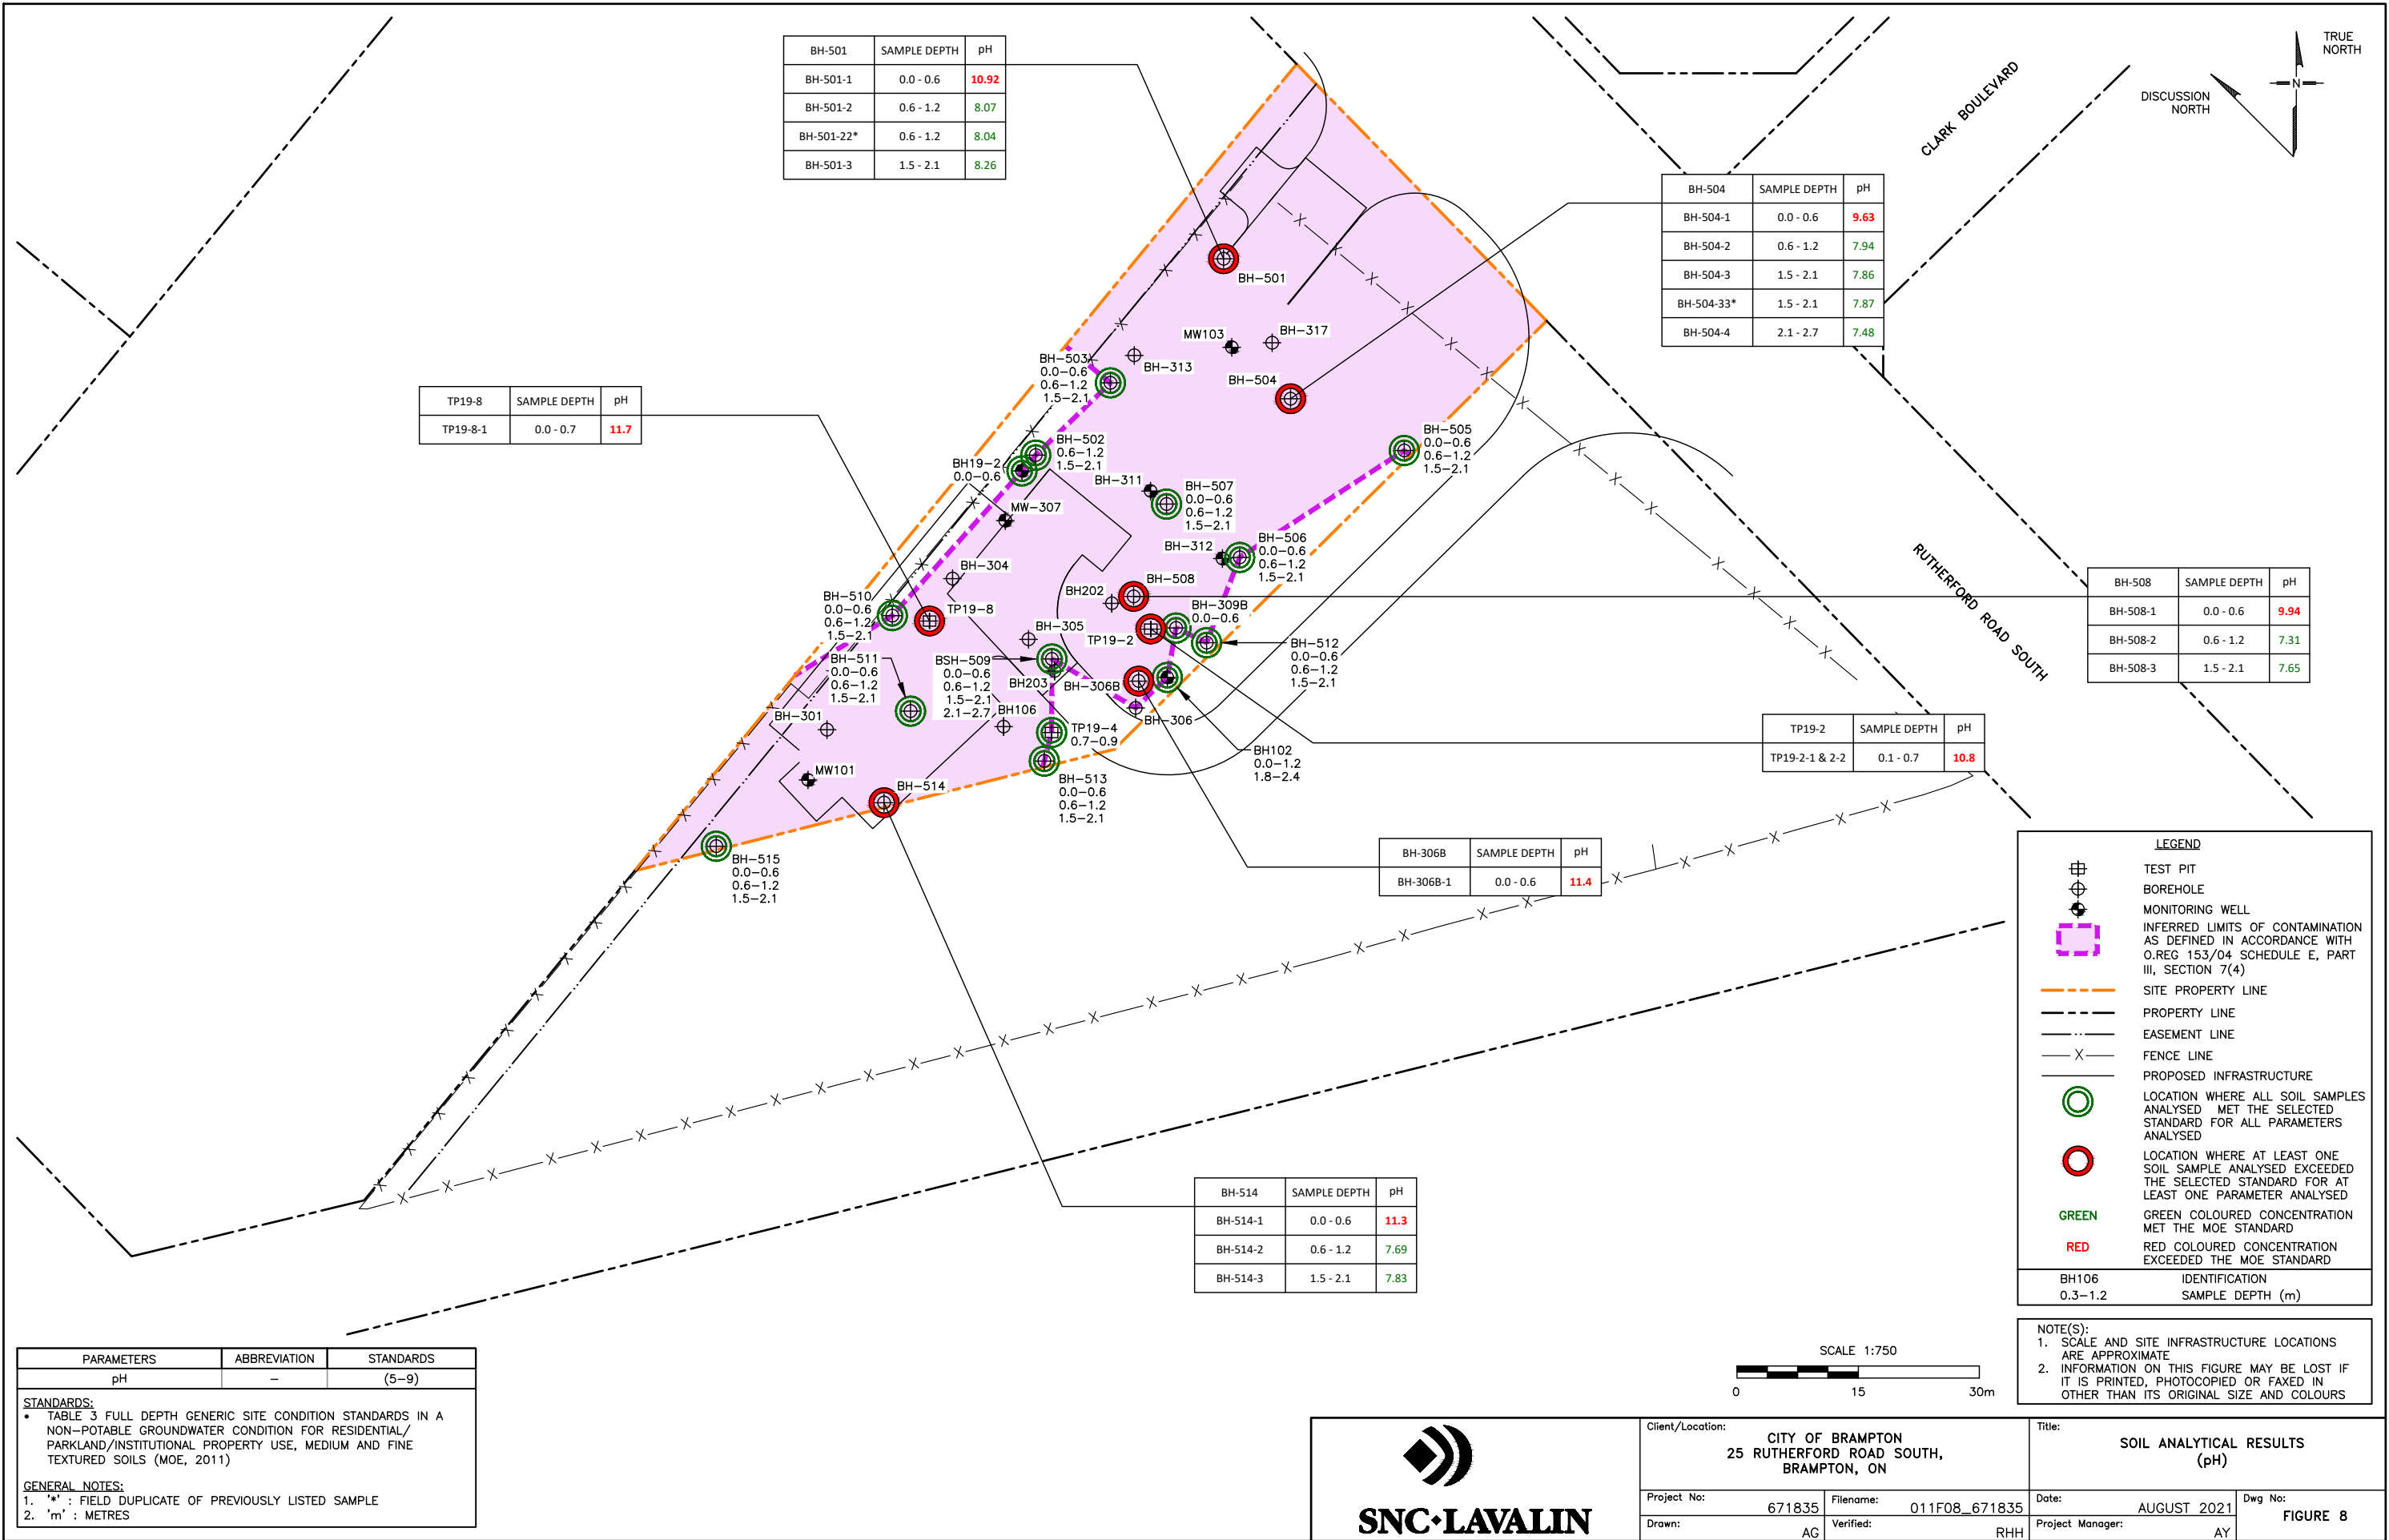 BH-501 SAMPLE DEPTH pH
BH-501-1 0.0 - 0.6 10.92
BH-501-2 0.6 - 1.2 8.07
BH-501-22* 0.6 - 1.2 8.04
BH-501-3 1.5 - 2.1 8.26
TRUE
NORTH
N
DISCUSSION
NORTH
CLARK BOULEVARD
BH-504 SAMPLE DEPTH pH
BH-504-1 0.0 - 0.6 9.63
BH-504-2 0.6 - 1.2 7.94
BH-504-3 1.5 - 2.1 7.86
BH-504-33* 1.5 - 2.1 7.87
BH-504-4 2.1 - 2.7 7.48
TP19-8 SAMPLE DEPTH pH
TP19-8-1 0.0 - 0.7 11.7
BH-501
MW103
BH-317
BH-313
BH-503
0.0-0.6
0.6-1.2
1.5-2.1
BH-504
BH-502
0.6-1.2
1.5-2.1
BH19-2
0.0-0.6
BH-505
0.0-0.6
0.6-1.2
1.5-2.1
BH-311
BH-507
0.0-0.6
0.6-1.2
1.5-2.1
MW-307
BH-312
BH-506
0.0-0.6
0.6-1.2
1.5-2.1
BH-304
BH-508
BH202
BH-510
0.0-0.6
0.6-1.2
1.5-2.1
TP19-8
BH-309B
0.0-0.6
BH-305
TP19-2
BH-512
0.0-0.6
0.6-1.2
1.5-2.1
BH-511
0.0-0.6
0.6-1.2
1.5-2.1
BSH-509
0.0-0.6
0.6-1.2
1.5-2.1
2.1-2.7
BH203
BH-306B
BH-301
BH106
BH-306
TP19-4
0.7-0.9
BH102
0.0-1.2
1.8-2.4
MW101
BH-514
BH-513
0.0-0.6
0.6-1.2
1.5-2.1
BH-515
0.0-0.6
0.6-1.2
1.5-2.1
RUTHERFORD ROAD SOUTH
BH-508 SAMPLE DEPTH pH
BH-508-1 0.0 - 0.6 9.94
BH-508-2 0.6 - 1.2 7.31
BH-508-3 1.5 - 2.1 7.65
TP19-2 SAMPLE DEPTH pH
TP19-2-1 & 2-2 0.1 - 0.7 10.8
BH-306B SAMPLE DEPTH pH
BH-306B-1 0.0 - 0.6 11.4
BH-514 SAMPLE DEPTH pH
BH-514-1 0.0 - 0.6 11.3
BH-514-2 0.6 - 1.2 7.69
BH-514-3 1.5 - 2.1 7.83
LEGEND
TEST PIT
BOREHOLE
MONITORING WELL
INFERRED LIMITS OF CONTAMINATION
AS DEFINED IN ACCORDANCE WITH
O.REG 153/04 SCHEDULE E, PART
III, SECTION 7(4)
SITE PROPERTY LINE
PROPERTY LINE
EASEMENT LINE
X FENCE LINE
PROPOSED INFRASTRUCTURE
LOCATION WHERE ALL SOIL SAMPLES
ANALYSED MET THE SELECTED
STANDARD FOR ALL PARAMETERS
ANALYSED
LOCATION WHERE AT LEAST ONE
SOIL SAMPLE ANALYSED EXCEEDED
THE SELECTED STANDARD FOR AT
LEAST ONE PARAMETER ANALYSED
GREEN GREEN COLOURED CONCENTRATION
MET THE MOE STANDARD
RED RED COLOURED CONCENTRATION
EXCEEDED THE MOE STANDARD
BH106 IDENTIFICATION
0.3-1.2 SAMPLE DEPTH (m)
NOTE(S):
1. SCALE AND SITE INFRASTRUCTURE LOCATIONS
ARE APPROXIMATE
2. INFORMATION ON THIS FIGURE MAY BE LOST IF
IT IS PRINTED, PHOTOCOPIED OR FAXED IN
OTHER THAN ITS ORIGINAL SIZE AND COLOURS
SCALE 1:750
0 15 30m
PARAMETERS ABBREVIATION STANDARDS
pH - (5-9)
STANDARDS:
• TABLE 3 FULL DEPTH GENERIC SITE CONDITION STANDARDS IN A
NON-POTABLE GROUNDWATER CONDITION FOR RESIDENTIAL/
PARKLAND/INSTITUTIONAL PROPERTY USE, MEDIUM AND FINE
TEXTURED SOILS (MOE, 2011)
GENERAL NOTES:
1. '*' : FIELD DUPLICATE OF PREVIOUSLY LISTED SAMPLE
2. 'm' : METRES
SNC•LAVALIN
Client/Location:
CITY OF BRAMPTON
25 RUTHERFORD ROAD SOUTH,
BRAMPTON, ON
Title:
SOIL ANALYTICAL RESULTS
(pH)
Project No: 671835
Filename: 011F08_671835
Date: AUGUST 2021
Dwg No: FIGURE 8
Drawn: AG
Verified: RHH
Project Manager: AY